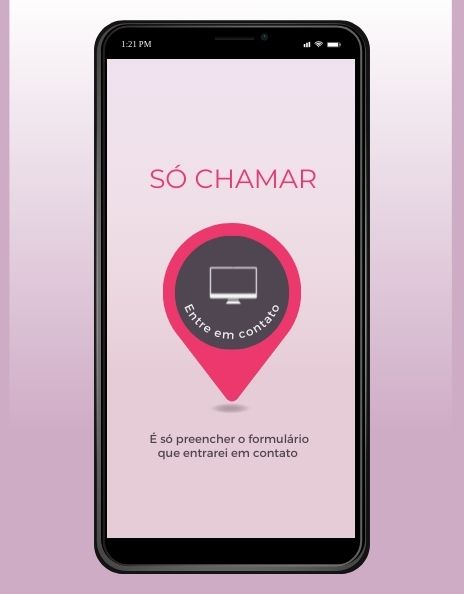 1:21 PM
SÓ CHAMAR
Entre em contato
É só preencher o formulário
que entrarei em contato